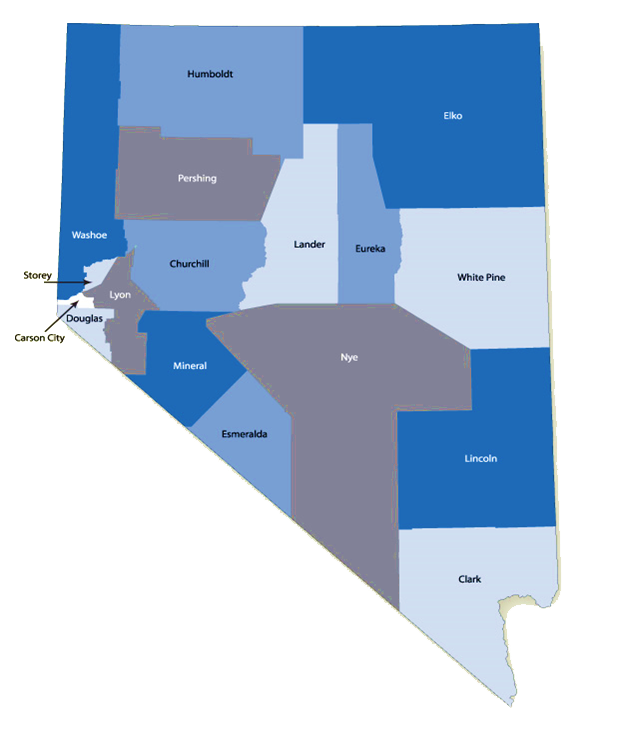 Humboldt
Elko
Pershing
Washoe
Lander
Eureka
Churchill
Storey
White Pine
Lyon
Douglas
Carson City
Nye
Mineral
Esmeralda
Lincoln
Clark